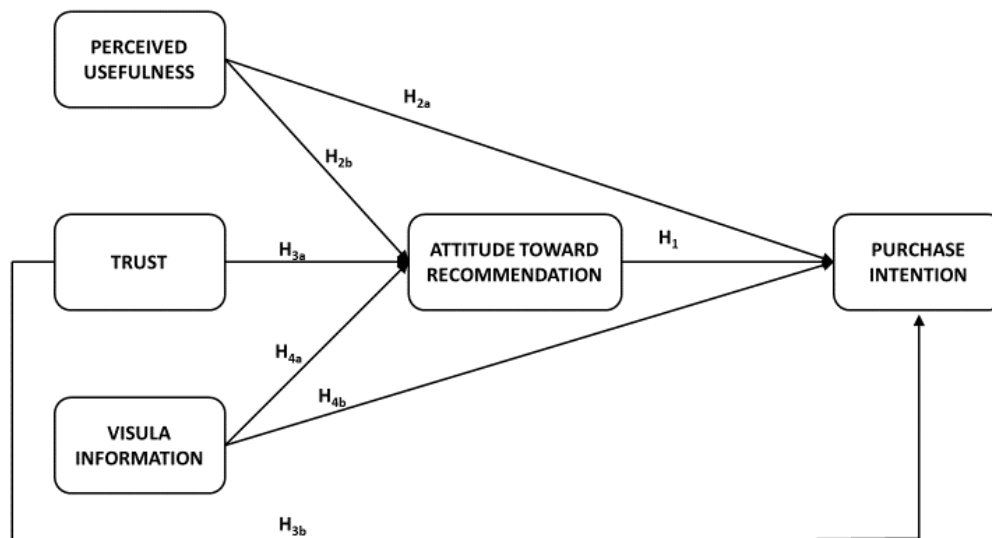 PERCEIVED
USEFULNESS
H2a
H2b
TRUST
H3a
ATTITUDE TOWARD
RECOMMENDATION
H1
PURCHASE
INTENTION
H4a
H4b
VISULA
INFORMATION
H3b